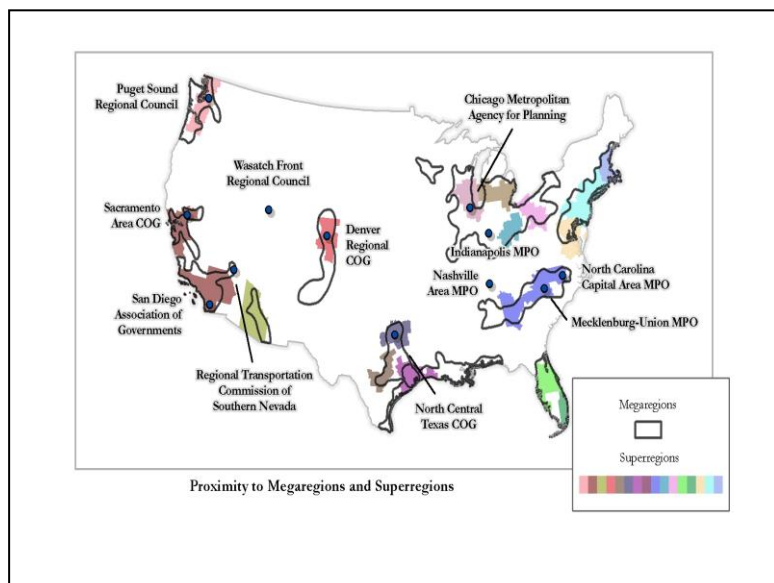 Puget Sound
Regional Council
Chicago Metropolitan
Agency for Planning
Wasatch Front
Regional Council
Sacramento
Area COG
Denver
Regional
COG
Indianapolis MPO
Nashville
Area MPO
North Carolina
Capital Area MPO
San Diego
Association of
Governments
Mecklenburg-Union MPO
Regional Transportation
Commission of
Southern Nevada
North Central
Texas COG
Megaregions
Superregions
Proximity to Megaregions and Superregions